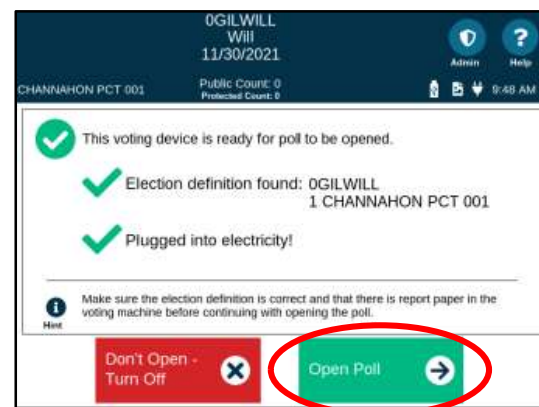 0GILWILL
Will
11/30/2021
Admin
Help
CHANNAHON PCT 001
Public Count: 0
Protected Count: 0
9:48 AM
This voting device is ready for poll to be opened.
Election definition found: 0GILWILL
1 CHANNAHON PCT 001
Plugged into electricity!
Hint
Make sure the election definition is correct and that there is report paper in the
voting machine before continuing with opening the poll.
Don't Open -
Turn Off
Open Poll